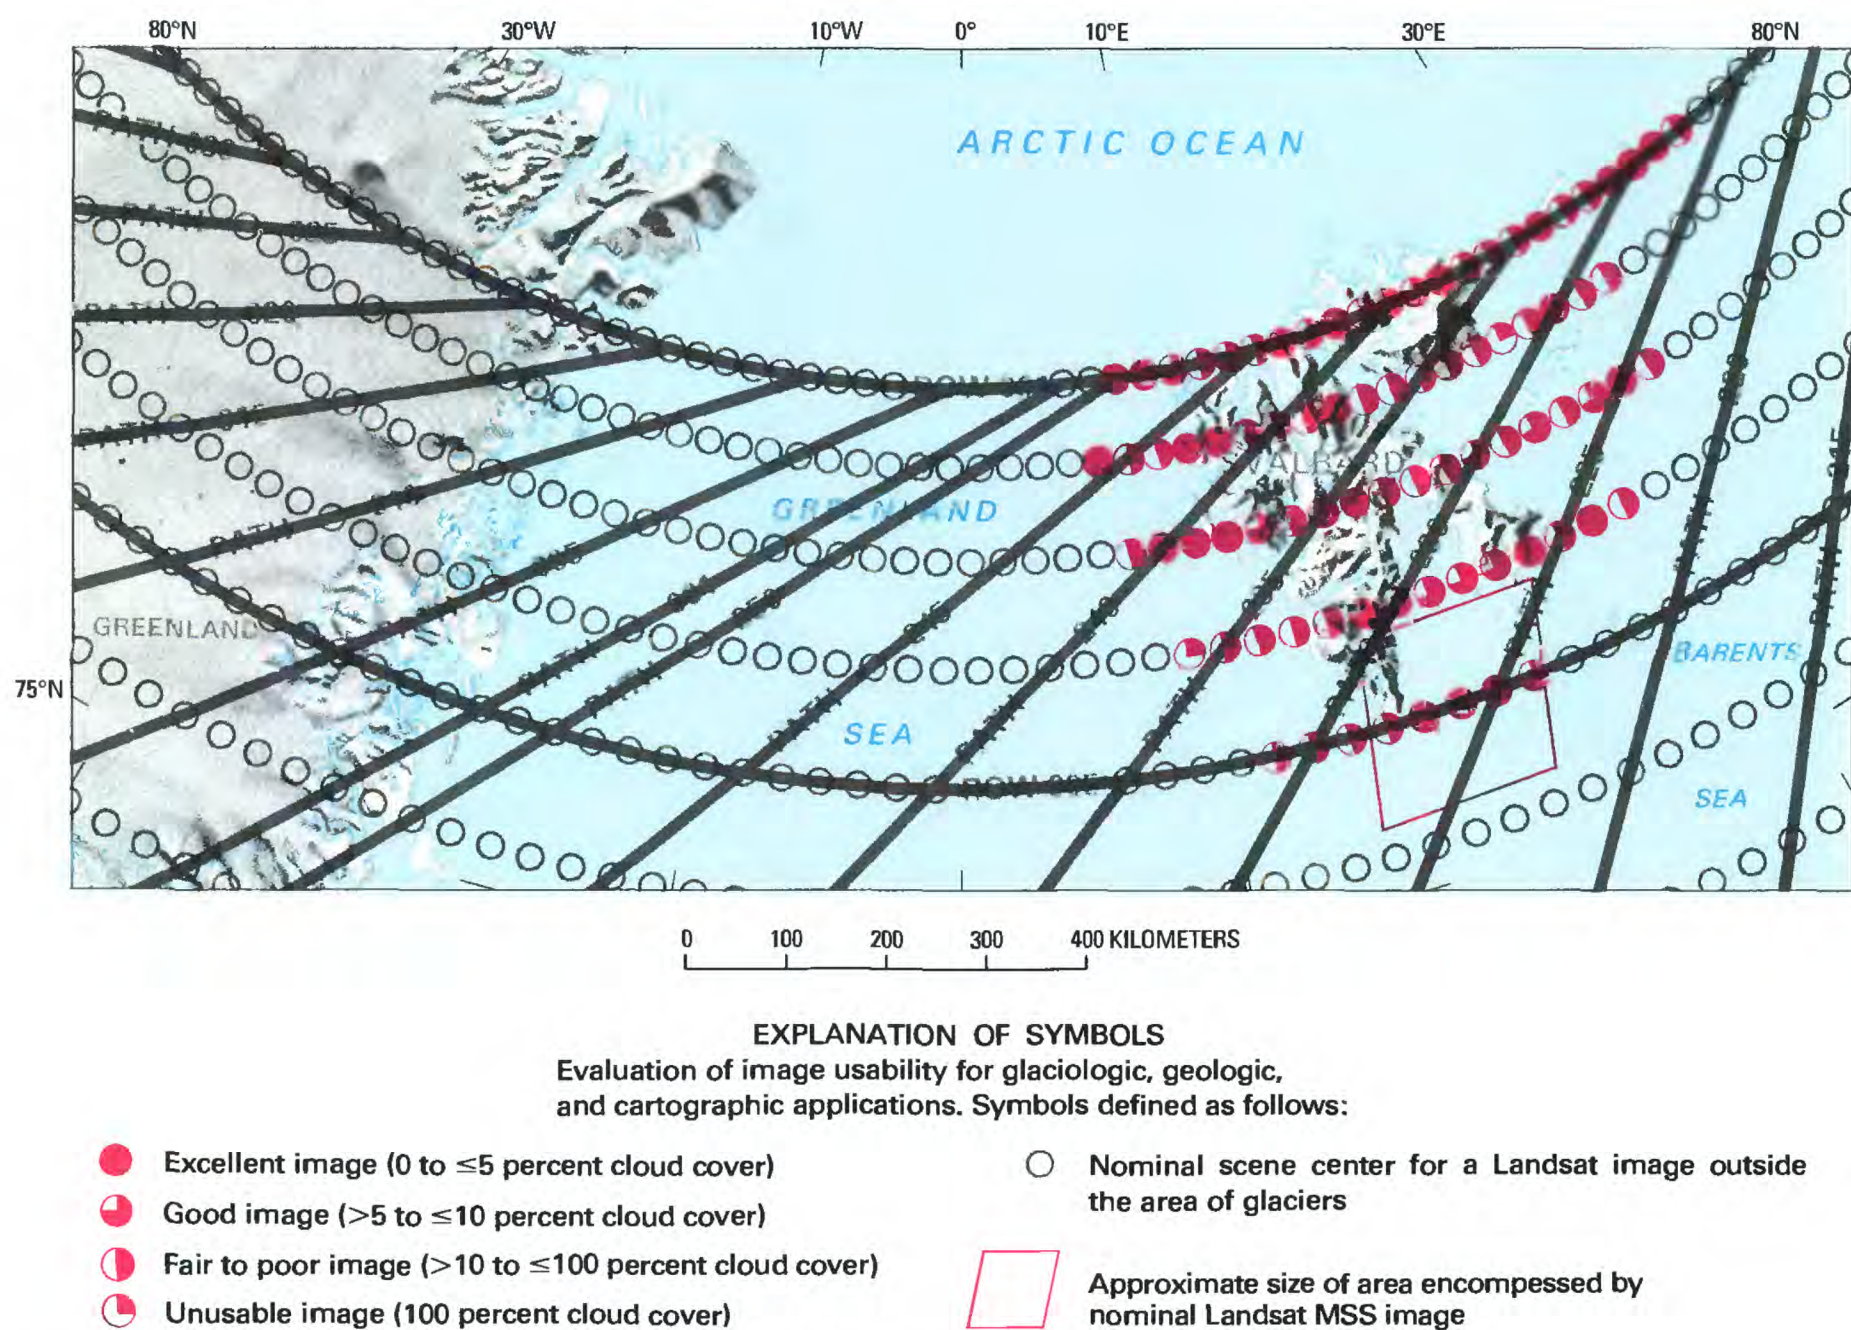 80°N 30°W 10°W 0° 10°E 30°E 80°N
ARCTIC OCEAN
GREENLAND
SEA
GREENLAND
BARENTS
SEA
75°N
0 100 200 300 400 KILOMETERS
EXPLANATION OF SYMBOLS
Evaluation of image usability for glaciologic, geologic,
and cartographic applications. Symbols defined as follows:
Excellent image (0 to ≤5 percent cloud cover)
Good image (>5 to ≤10 percent cloud cover)
Fair to poor image (>10 to ≤100 percent cloud cover)
Unusable image (100 percent cloud cover)
Nominal scene center for a Landsat image outside
the area of glaciers
Approximate size of area encompessed by
nominal Landsat MSS image